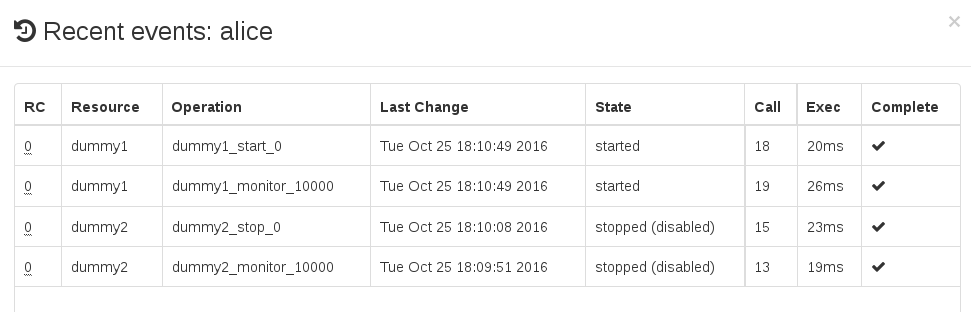 Recent events: alice
RC Resource Operation Last Change State Call Exec Complete
0 dummy1 dummy1_start_0 Tue Oct 25 18:10:49 2016 started 18 20ms
0 dummy1 dummy1_monitor_10000 Tue Oct 25 18:10:49 2016 started 19 26ms
0 dummy2 dummy2_stop_0 Tue Oct 25 18:10:08 2016 stopped (disabled) 15 23ms
0 dummy2 dummy2_monitor_10000 Tue Oct 25 18:09:51 2016 stopped (disabled) 13 19ms